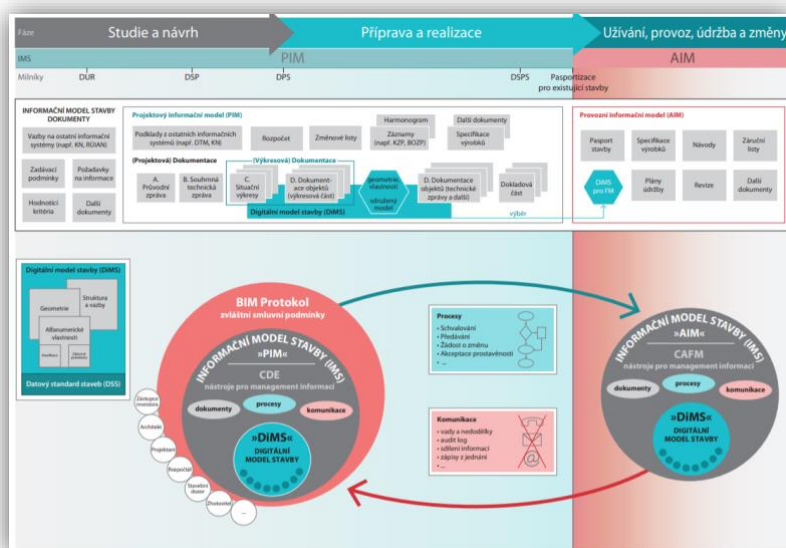 Fáze
Studie a návrh
Příprava a realizace
Užívání, provoz, údržba a změny
IMS
PIM
AIM
Milníky
DUR
DSP
DPS
DSPS
Pasportizace
pro existující stavby
INFORMAČNÍ MODEL STAVBY
DOKUMENTY
Vazby na ostatní informační
systémy (např. KN, RÚIAN)
Zadávací
podmínky
Požadavky
na informace
Hodnotící
kritéria
Další
dokumenty
Projektový informační model (PIM)
Podklady z ostatních informačních
systémů (např. DTM, KN)
Rozpočet
Změnové listy
Harmonogram
Záznamy
(např. KZP, BOZP)
Další dokumenty
Specifikace
výrobků
(Projektová) Dokumentace
(Výkresová) Dokumentace
A.
Průvodní
zpráva
B. Souhrnná
technická
zpráva
C.
Situační
výkresy
D. Dokument-
ace objektů
(výkresová část)
geometrie
vlastnosti
sdružený
model
D. Dokumentace
objektů (technické
zprávy a další)
Dokladová
část
Digitální model stavby (DiMS)
výběr
Provozní informační model (AIM)
Pasport
stavby
Specifikace
výrobků
Návody
Záruční
listy
DiMS
pro FM
Plány
údržby
Revize
Další
dokumenty
Digitální model stavby (DiMS)
Struktura
a vazby
Geometrie
Alfanumerické
vlastnosti
Datový standard staveb (DSS)
BIM Protokol
zvláštní smluvní podmínky
INFORMAČNÍ MODEL STAVBY (IMS)
»PIM«
CDE
nástroje pro management informací
dokumenty
procesy
komunikace
»DiMS«
DIGITÁLNÍ
MODEL STAVBY
Architekt
Projektant
Rozpočtář
Stavební
dozor
Zhotovitel
...
Procesy
• Schvalování
• Předávání
• Žádost o změnu
• Akceptace prostavěnosti
• ...
Komunikace
• vady a nedodělky
• audit log
• sdílení informací
• zápisy z jednání
• ...
@
INFORMAČNÍ MODEL STAVBY (IMS)
»AIM«
CAFM
nástroje pro management informací
dokumenty
procesy
komunikace
»DiMS«
DIGITÁLNÍ
MODEL STAVBY